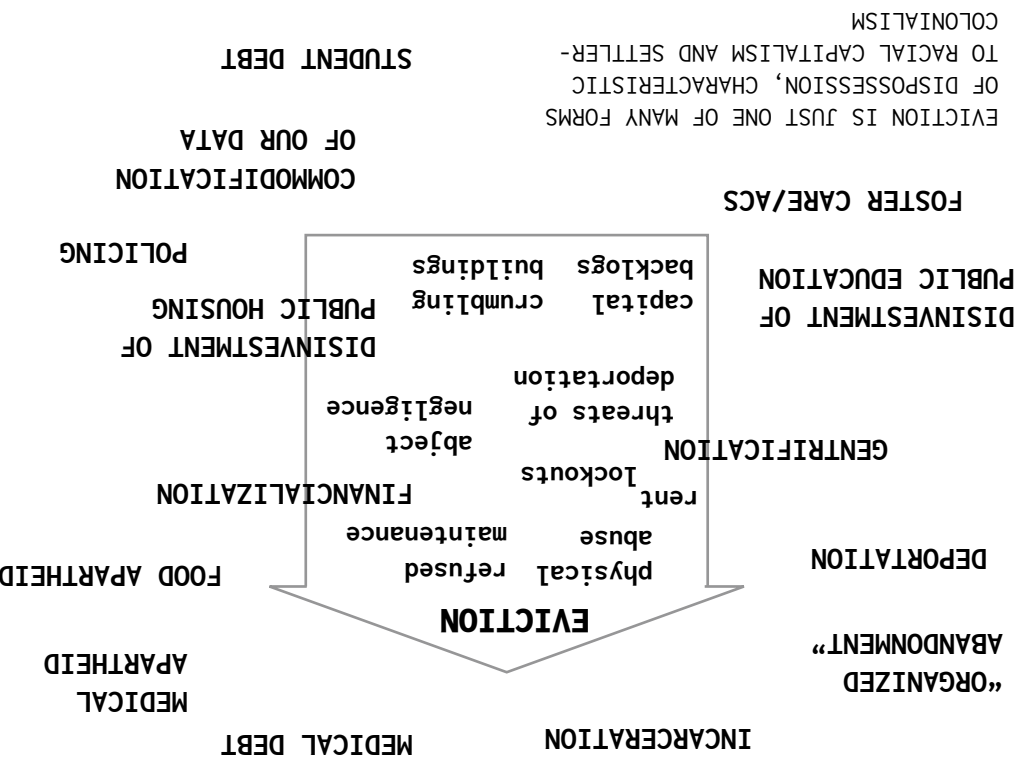 MEDICAL DEBT
INCARCERATION
MEDICAL
APARTHEID
“ORGANIZED
ABANDONMENT”
EVICTION
physical
abuse
refused
maintenance
FOOD APARTHEID
DEPORTATION
rent
lockouts
FINANCIALIZATION
GENTRIFICATION
abject
negligence
threats of
deportation
DISINVESTMENT OF
PUBLIC HOUSING
DISINVESTMENT OF
PUBLIC EDUCATION
capital
backlogs
crumbling
buildings
POLICING
FOSTER CARE/ACS
COMMODIFICATION
OF OUR DATA
EVICTION IS JUST ONE OF MANY FORMS
OF DISPOSSESSION, CHARACTERISTIC
TO RACIAL CAPITALISM AND SETTLER-
COLONIALISM
STUDENT DEBT